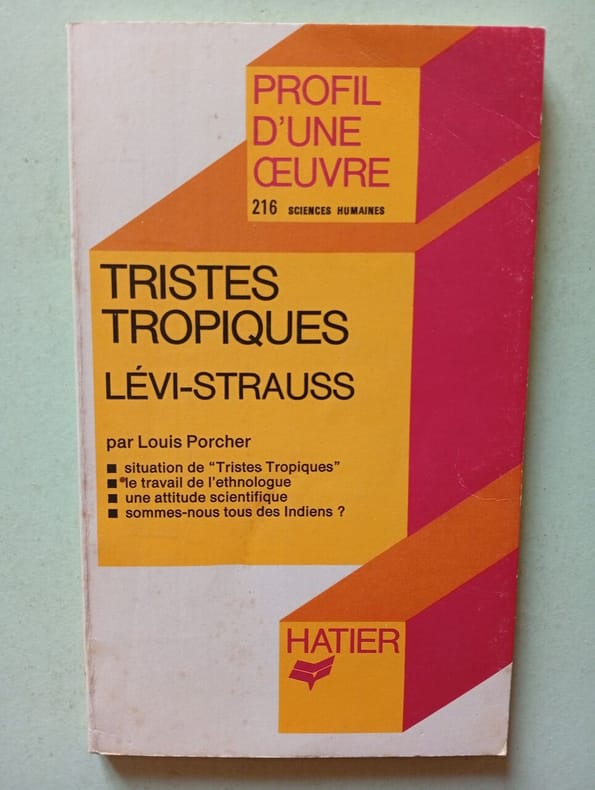 PROFIL
D'UNE
ŒUVRE
216 SCIENCES HUMAINES
TRISTES
TROPIQUES
LÉVI-STRAUSS
par Louis Porcher
■ situation de "Tristes Tropiques"
■ le travail de l'ethnologue
■ une attitude scientifique
■ sommes-nous tous des Indiens ?
HATIER